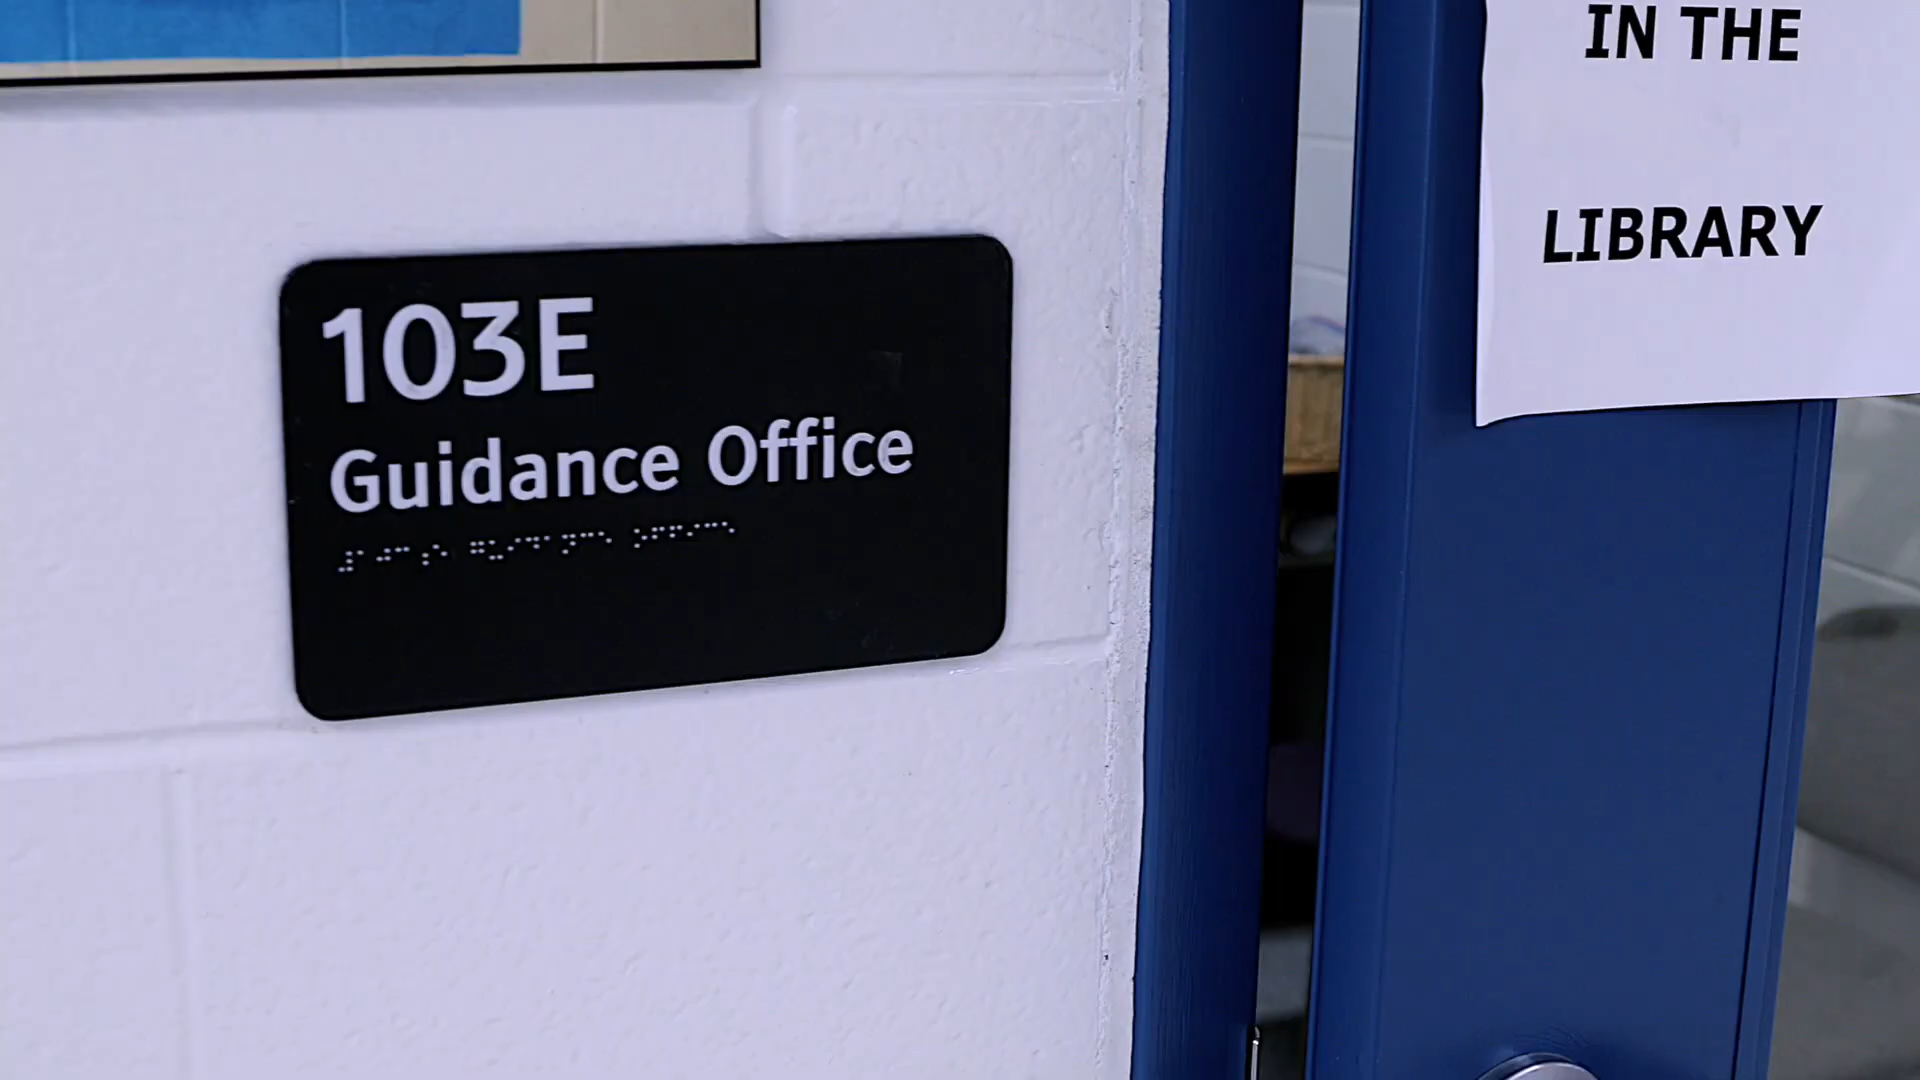 103E
Guidance Office
⠼⠁⠚⠉⠰⠑ ⠛⠥⠊⠙⠁⠝⠉⠑ ⠕⠋⠋⠊⠉⠑
IN THE
LIBRARY